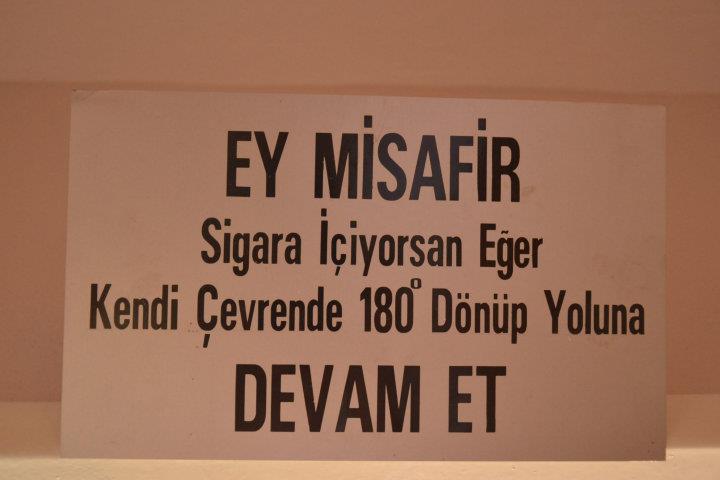 EY MİSAFİR
Sigara İçiyorsan Eğer
Kendi Çevrende 180° Dönüp Yoluna
DEVAM ET